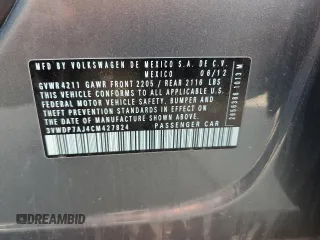 MFD BY VOLKSWAGEN DE MEXICO S.A. DE C.V.
MEXICO 06/12
GVWR 4211 GAWR FRONT 2205 / REAR 2116 LBS
THIS VEHICLE CONFORMS TO ALL APPLICABLE
FEDERAL MOTOR VEHICLE SAFETY, BUMPER AND
THEFT PREVENTION STANDARDS IN EFFECT ON
THE DATE OF MANUFACTURE SHOWN ABOVE.
3VWDP7AJ4CM427824 PASSENGER CAR
DREAMBID